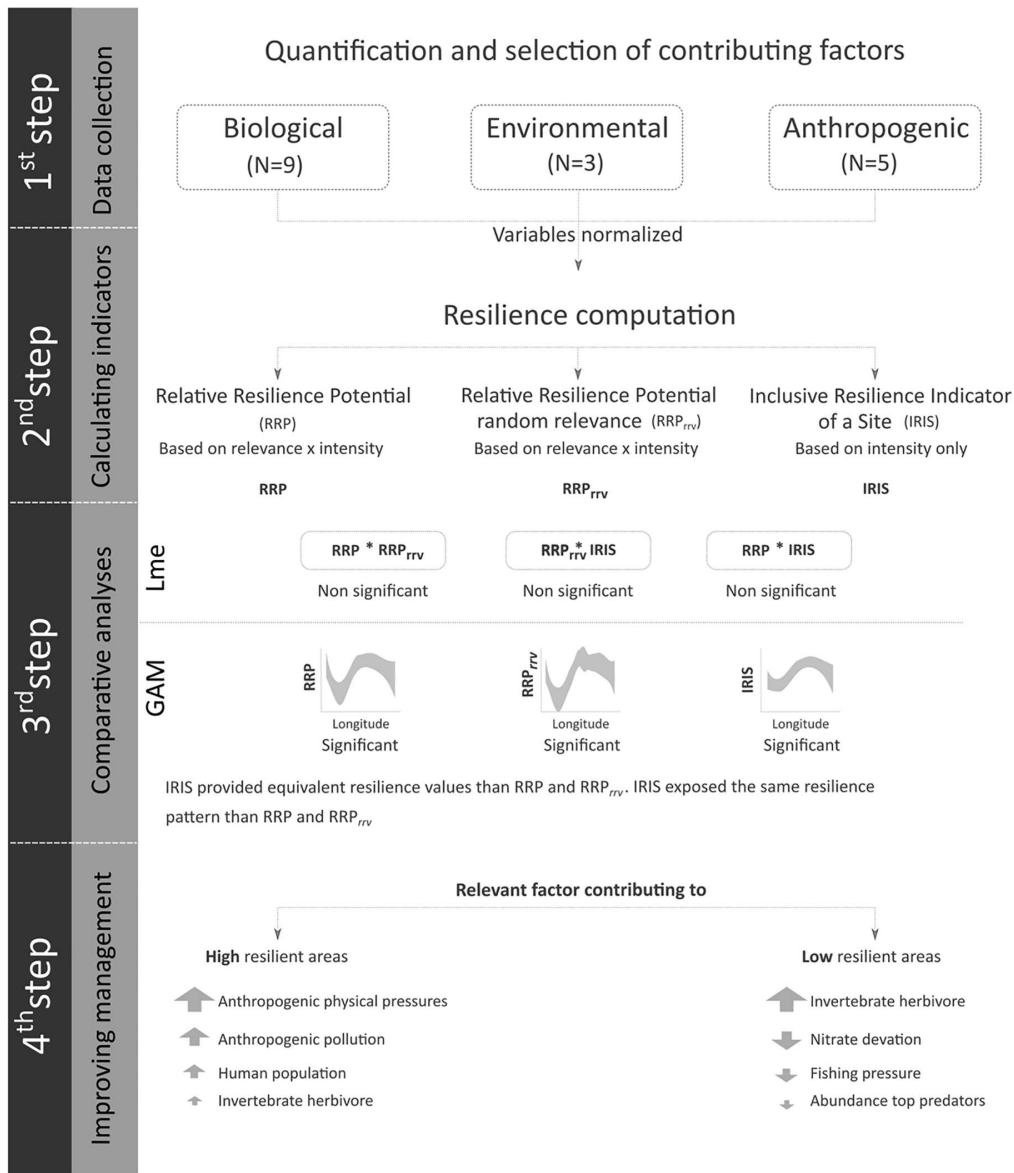 1st step
Data collection
Quantification and selection of contributing factors
Biological
(N=9)
Environmental
(N=3)
Anthropogenic
(N=5)
Variables normalized
2nd step
Calculating indicators
Resilience computation
Relative Resilience Potential
(RRP)
Based on relevance x intensity
RRP
Relative Resilience Potential
random relevance (RRPrrv)
Based on relevance x intensity
RRPrrv
Inclusive Resilience Indicator
of a Site (IRIS)
Based on intensity only
IRIS
3rd step
Comparative analyses
Lme
RRP * RRPrrv
Non significant
RRPrrv* IRIS
Non significant
RRP * IRIS
Non significant
GAM
RRP
Longitude
Significant
RRPrrv
Longitude
Significant
IRIS
Longitude
Significant
IRIS provided equivalent resilience values than RRP and RRPrrv. IRIS exposed the same resilience
pattern than RRP and RRPrrv
4th step
Improving management
Relevant factor contributing to
High resilient areas
Anthropogenic physical pressures
Anthropogenic pollution
Human population
Invertebrate herbivore
Low resilient areas
Invertebrate herbivore
Nitrate devation
Fishing pressure
Abundance top predators